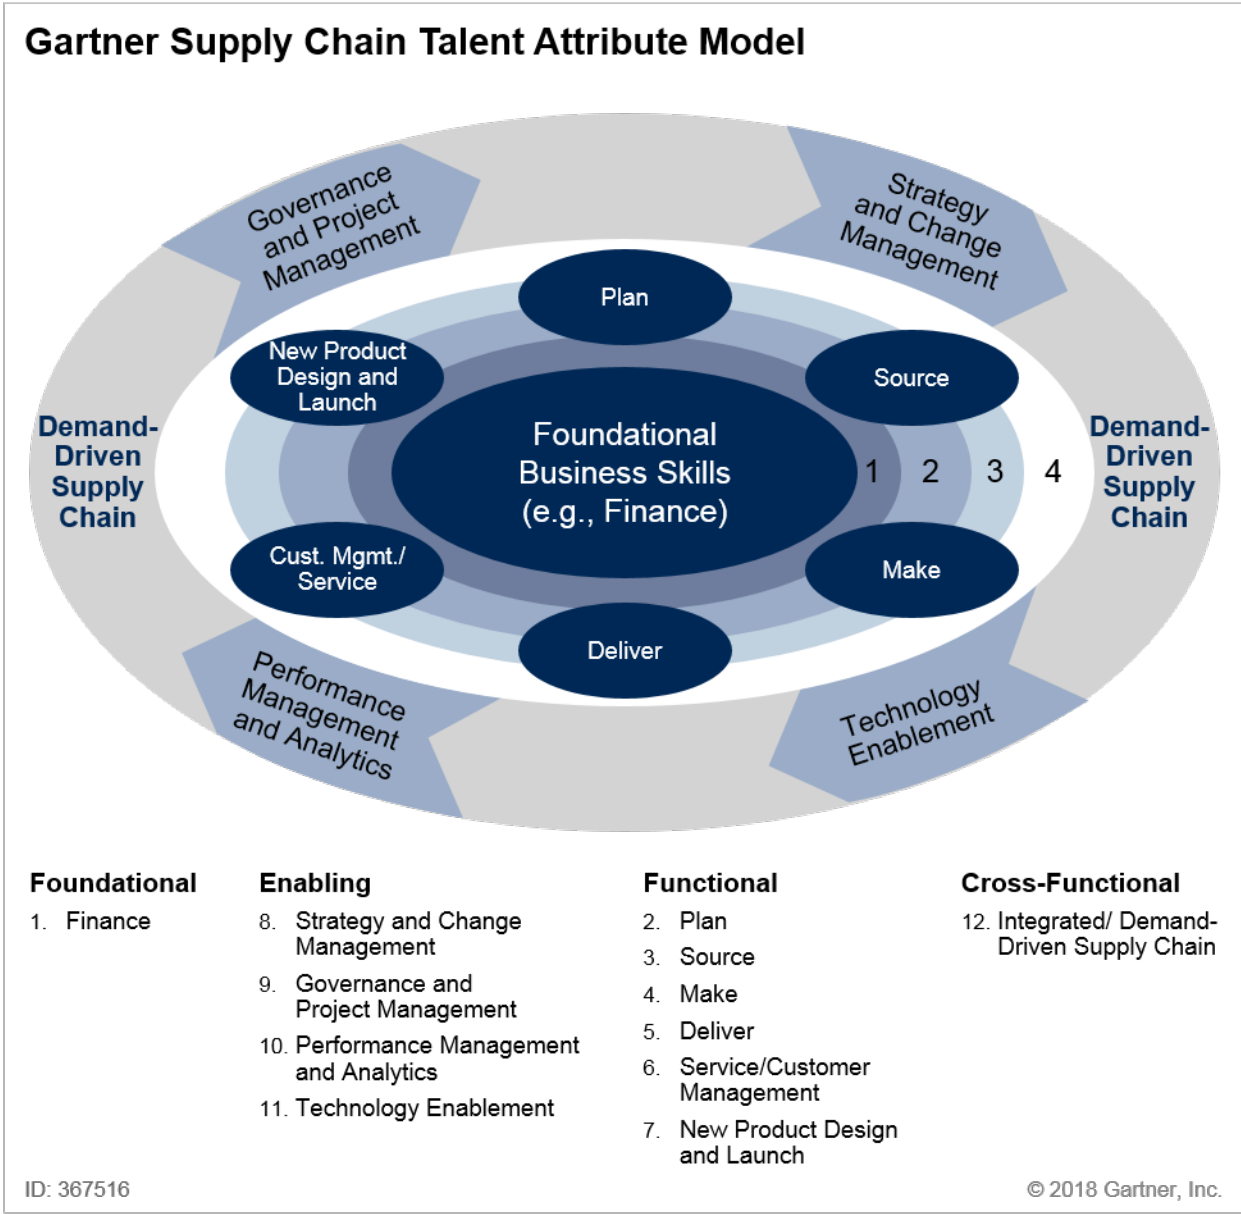 Gartner Supply Chain Talent Attribute Model
Governance
and Project
Management
Strategy
and Change
Management
Plan
New Product
Design and
Launch
Source
Demand-
Driven
Supply
Chain
Foundational
Business Skills
(e.g., Finance)
1 2 3 4
Demand-
Driven
Supply
Chain
Cust. Mgmt./
Service
Make
Deliver
Performance
Management
and Analytics
Technology
Enablement
Foundational
1. Finance
Enabling
8. Strategy and Change
Management
9. Governance and
Project Management
10. Performance Management
and Analytics
11. Technology Enablement
Functional
2. Plan
3. Source
4. Make
5. Deliver
6. Service/Customer
Management
7. New Product Design
and Launch
Cross-Functional
12. Integrated/ Demand-
Driven Supply Chain
ID: 367516
© 2018 Gartner, Inc.